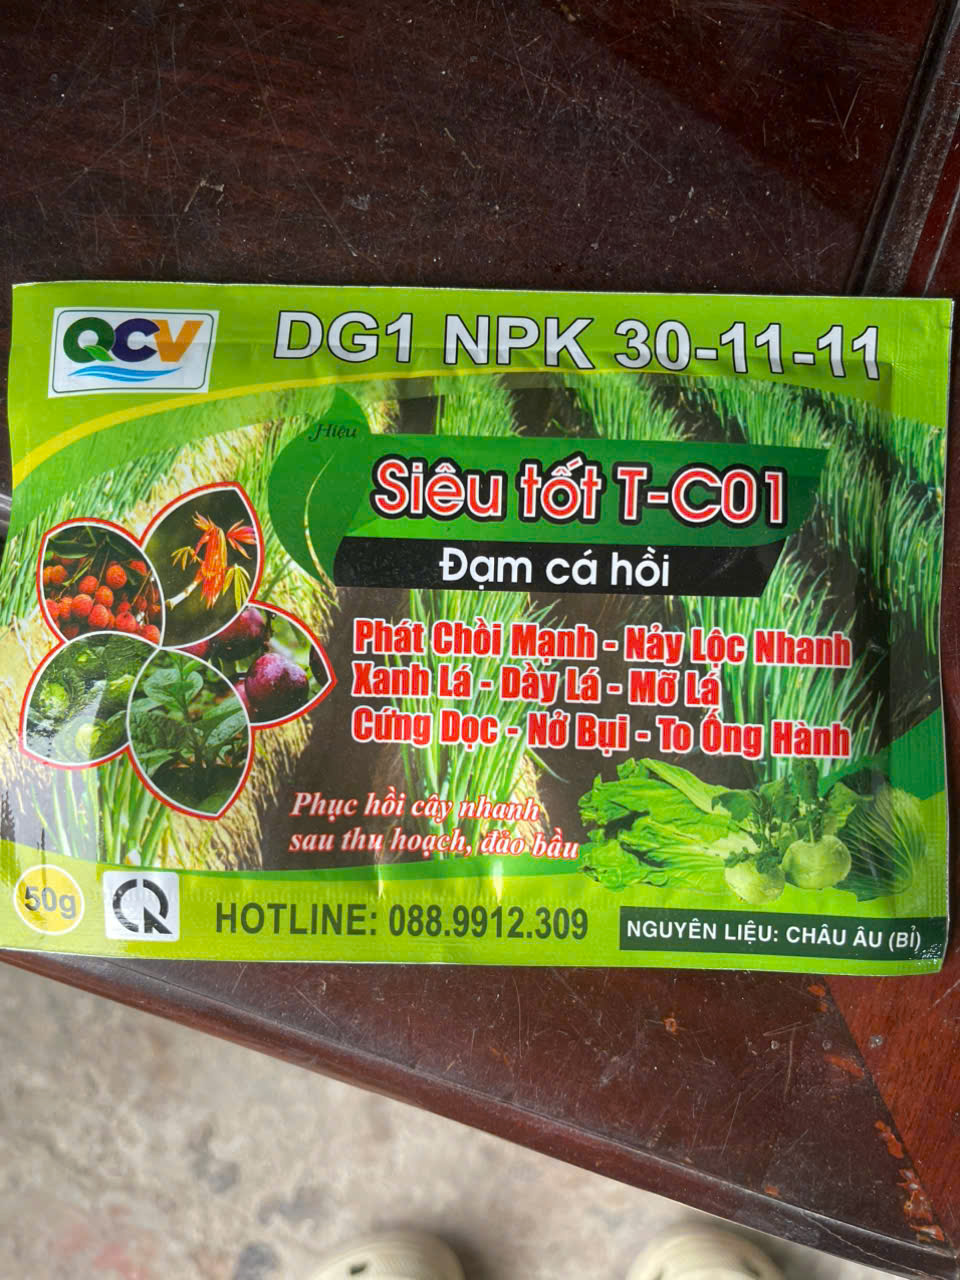 QCV
DG1 NPK 30-11-11
Hiệu
Siêu tốt T-C01
Đạm cá hồi
Phát Chồi Mạnh - Nảy Lộc Nhanh
Xanh Lá - Dầy Lá - Mỡ Lá
Cứng Dọc - Nở Bụi - To Ống Hành
Phục hồi cây nhanh
sau thu hoạch, đảo bầu
50g
HOTLINE: 088.9912.309
NGUYÊN LIỆU: CHÂU ÂU (BỈ)